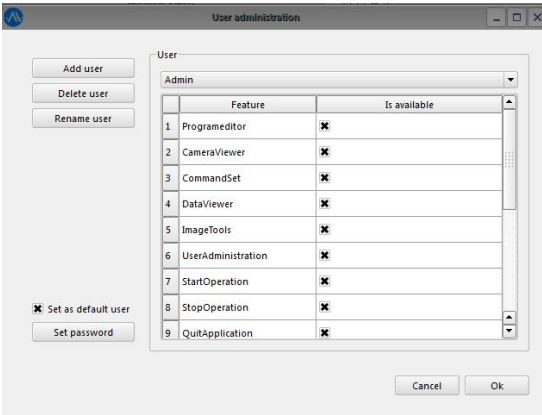 User administration
Add user
Delete user
Rename user
Set as default user
Set password
User
Admin
Feature Is available
1 Programeditor
2 CameraViewer
3 CommandSet
4 DataViewer
5 ImageTools
6 UserAdministration
7 StartOperation
8 StopOperation
9 QuitApplication
Cancel Ok